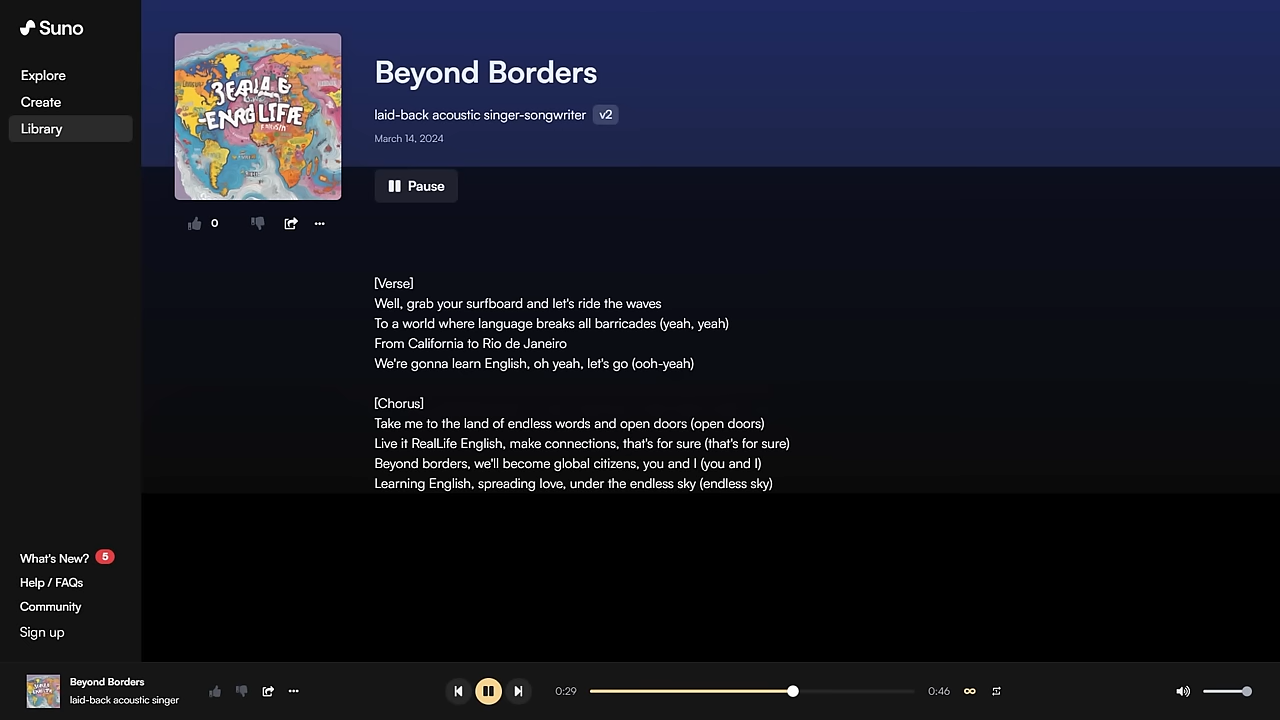 Suno
Explore
Create
Library
Beyond Borders
laid-back acoustic singer-songwriter v2
March 14, 2024
Pause
0
[Verse]
Well, grab your surfboard and let's ride the waves
To a world where language breaks all barricades (yeah, yeah)
From California to Rio de Janeiro
We're gonna learn English, oh yeah, let's go (ooh-yeah)
[Chorus]
Take me to the land of endless words and open doors (open doors)
Live it RealLife English, make connections, that's for sure (that's for sure)
Beyond borders, we'll become global citizens, you and I (you and I)
Learning English, spreading love, under the endless sky (endless sky)
What's New? 5
Help / FAQs
Community
Sign up
Beyond Borders
laid-back acoustic singer
0:29
0:46